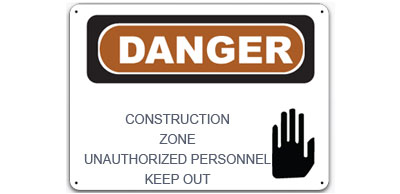 DANGER
CONSTRUCTION
ZONE
UNAUTHORIZED PERSONNEL
KEEP OUT